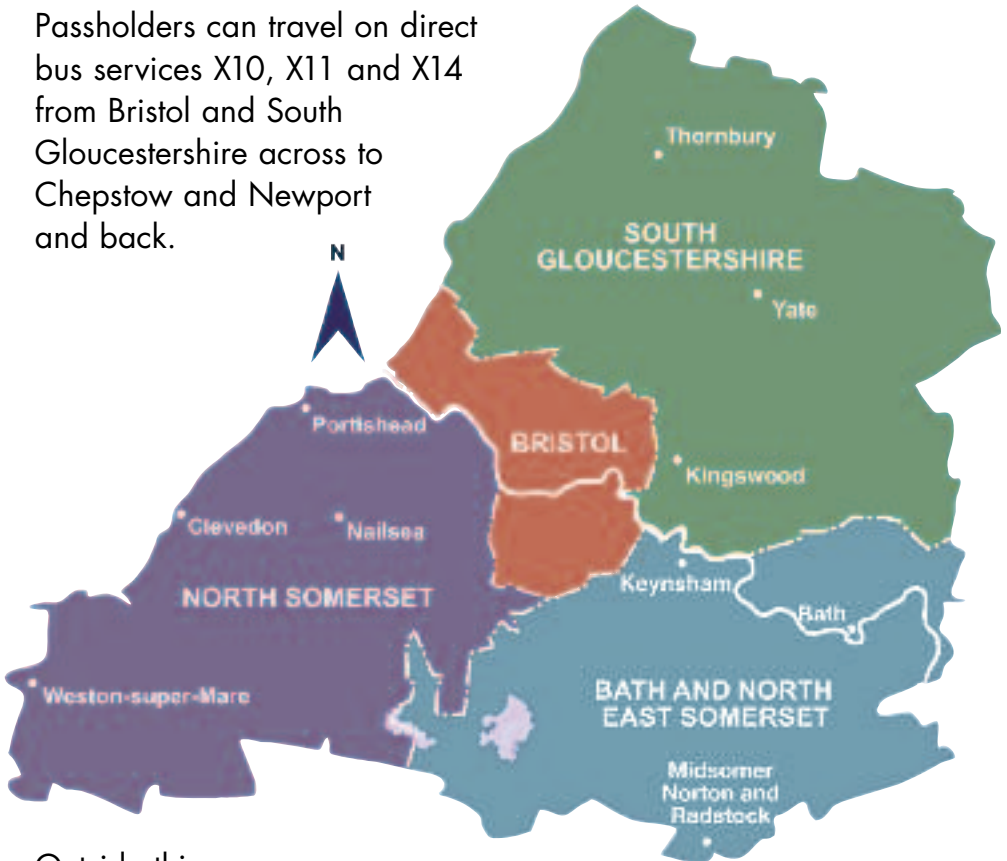 Passholders can travel on direct
bus services X10, X11 and X14
from Bristol and South
Gloucestershire across to
Chepstow and Newport
and back.
N
Thornbury
SOUTH
GLOUCESTERSHIRE
Yate
Portishead
BRISTOL
Kingswood
Clevedon
Nailsea
Keynsham
NORTH SOMERSET
Bath
Weston-super-Mare
BATH AND NORTH
EAST SOMERSET
Midsomer
Norton and
Radstock